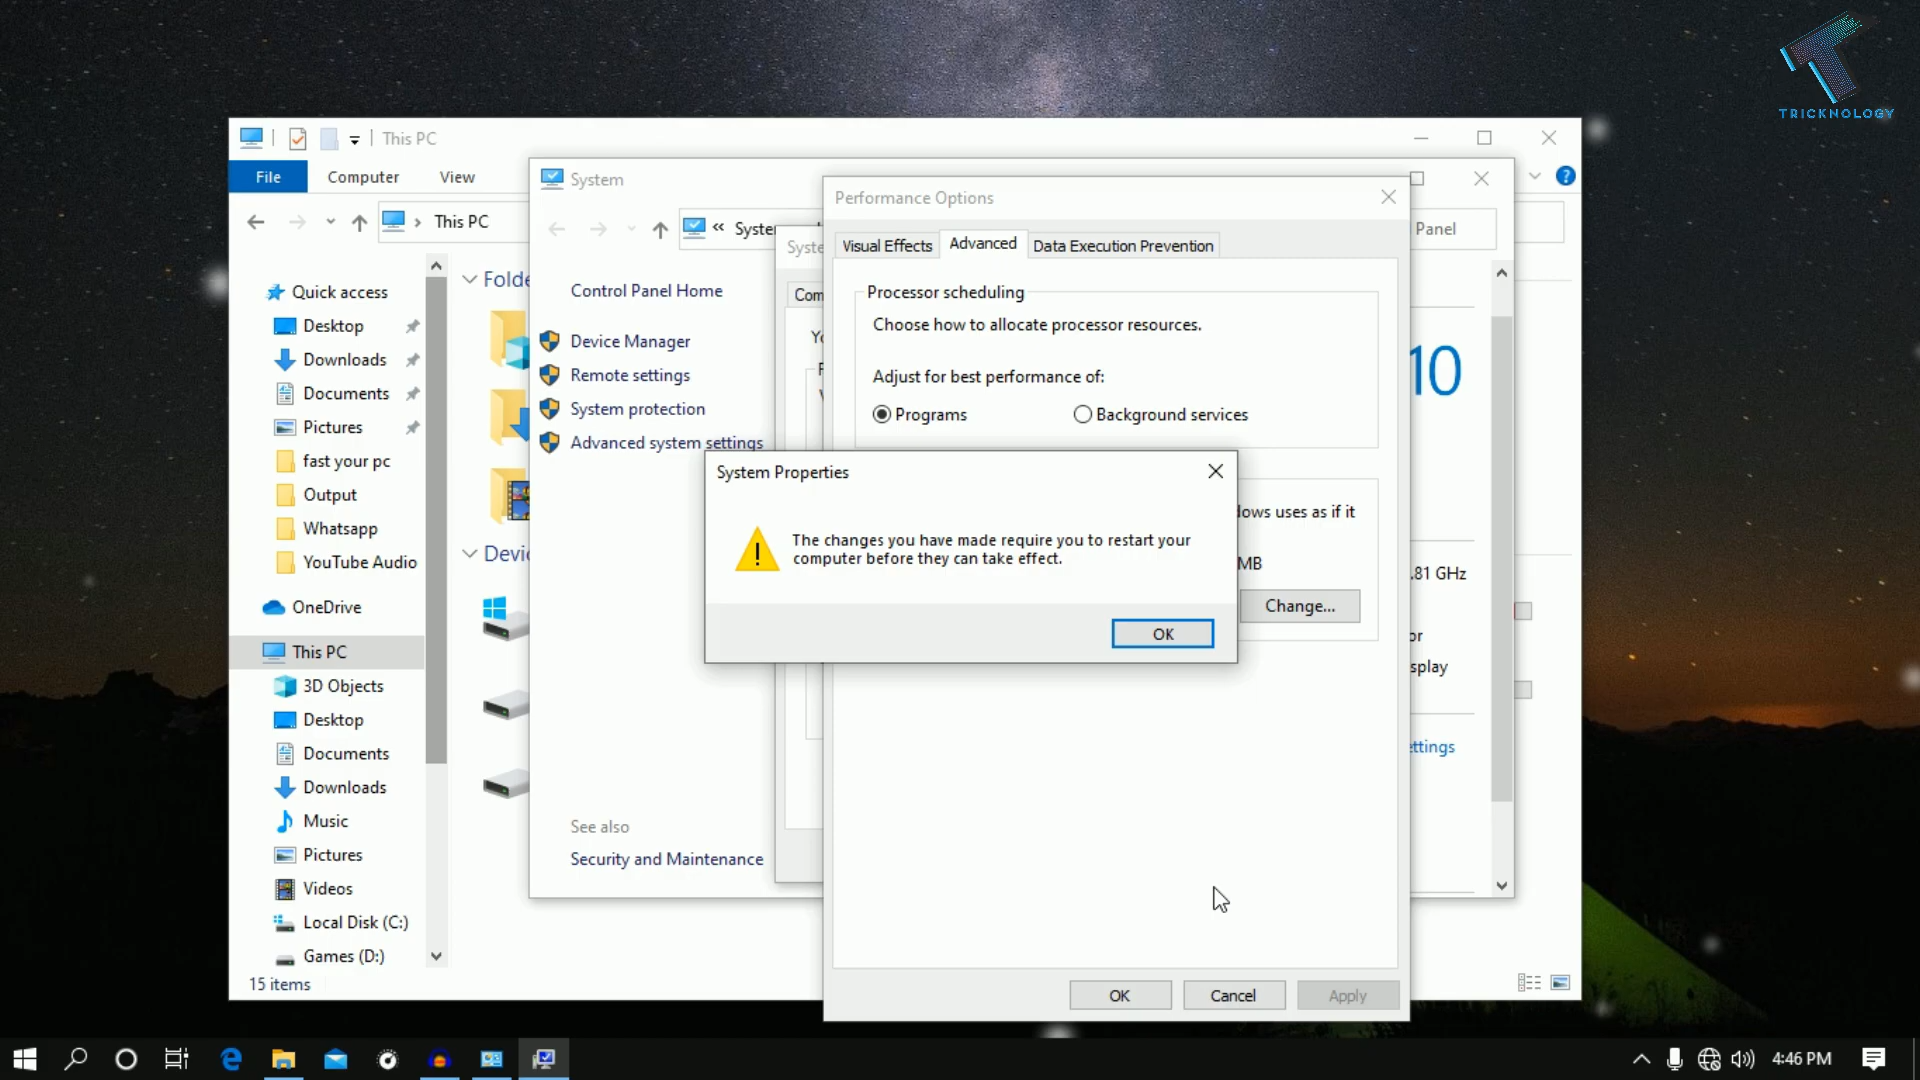 TRICKNOLOGY
This PC
File
Computer
View
This PC
Quick access
Desktop
Downloads
Documents
Pictures
fast your pc
Output
Whatsapp
YouTube Audio
OneDrive
This PC
3D Objects
Desktop
Documents
Downloads
Music
Pictures
Videos
Local Disk (C:)
Games (D:)
15 items
System
« Syste
Panel
Control Panel Home
Device Manager
Remote settings
System protection
Advanced system settings
See also
Security and Maintenance
10
.81 GHz
or
splay
ettings
Syste
Com
Performance Options
Visual Effects
Advanced
Data Execution Prevention
Processor scheduling
Choose how to allocate processor resources.
Adjust for best performance of:
Programs
Background services
dows uses as if it
MB
Change...
OK
Cancel
Apply
System Properties
The changes you have made require you to restart your
computer before they can take effect.
OK
4:46 PM